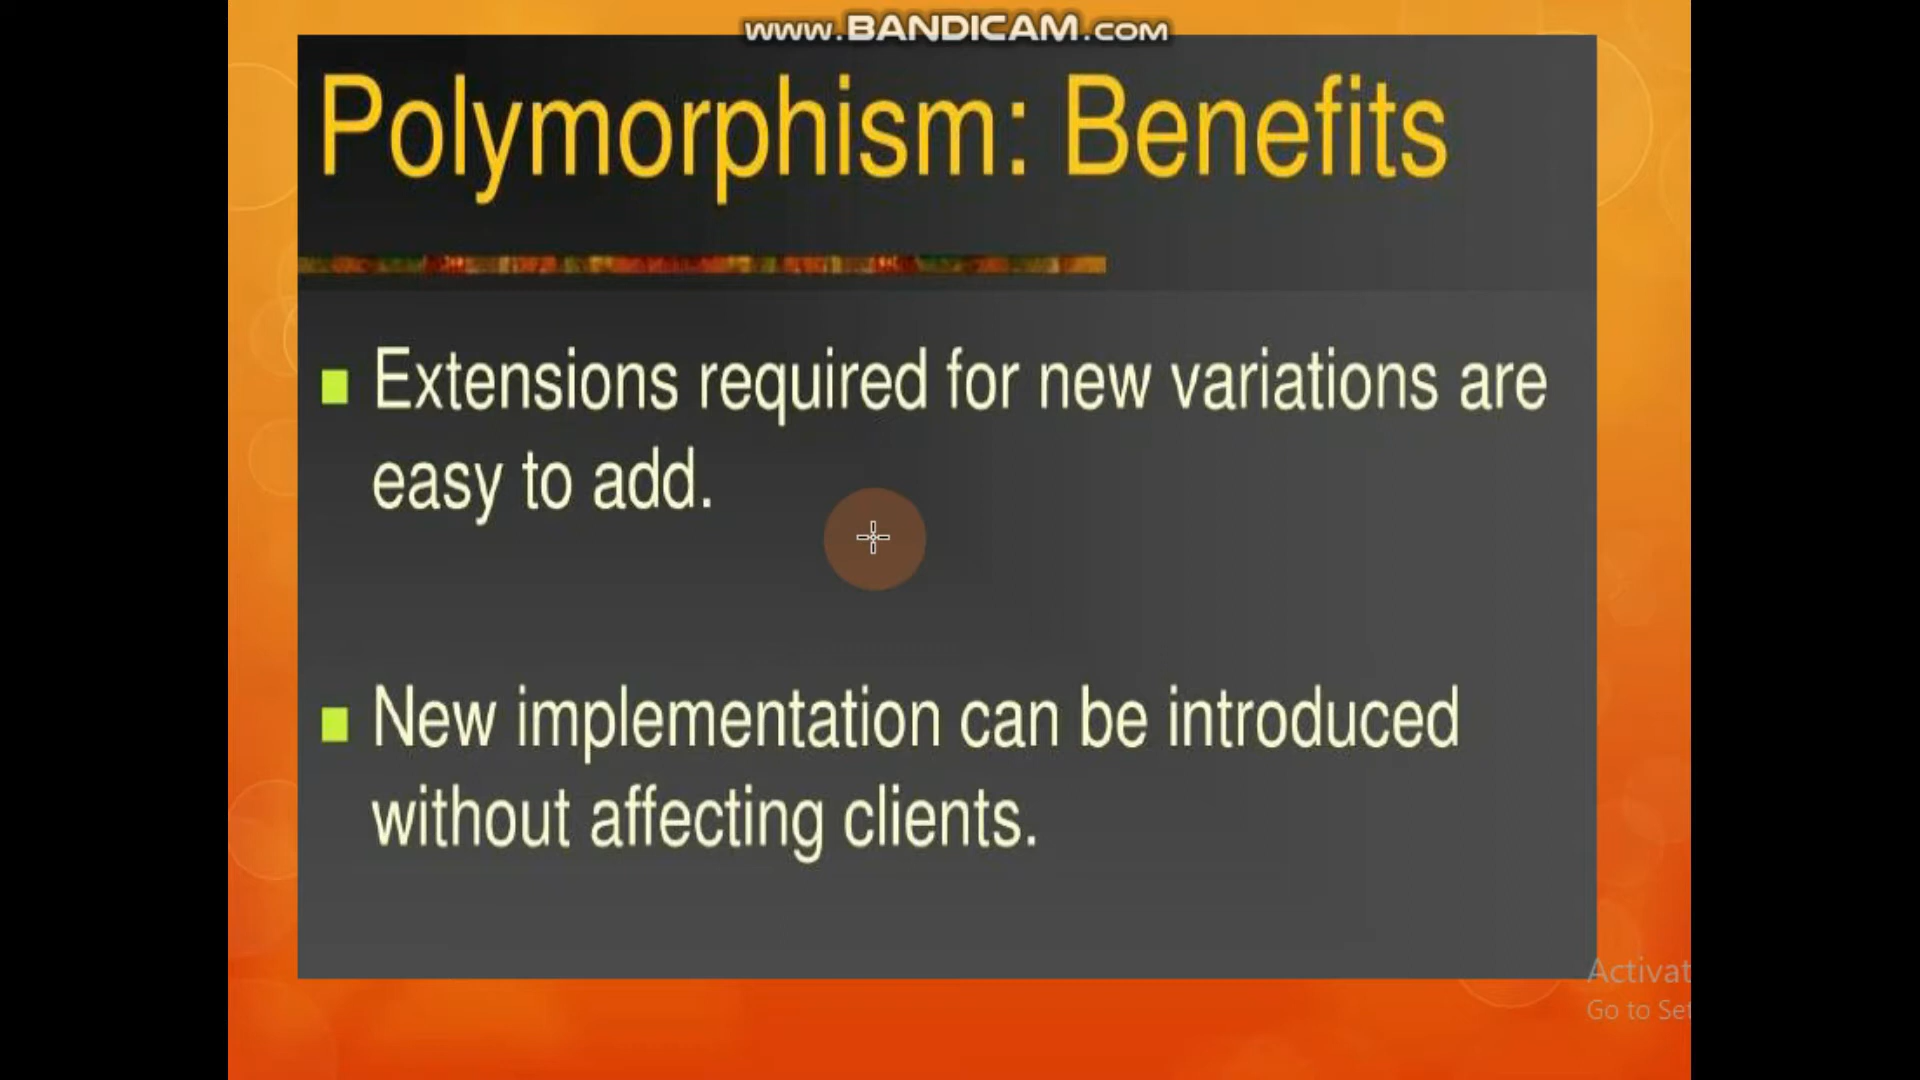 www.BANDICAM.com
Polymorphism: Benefits
Extensions required for new variations are
easy to add.
New implementation can be introduced
without affecting clients.
Activat
Go to Set